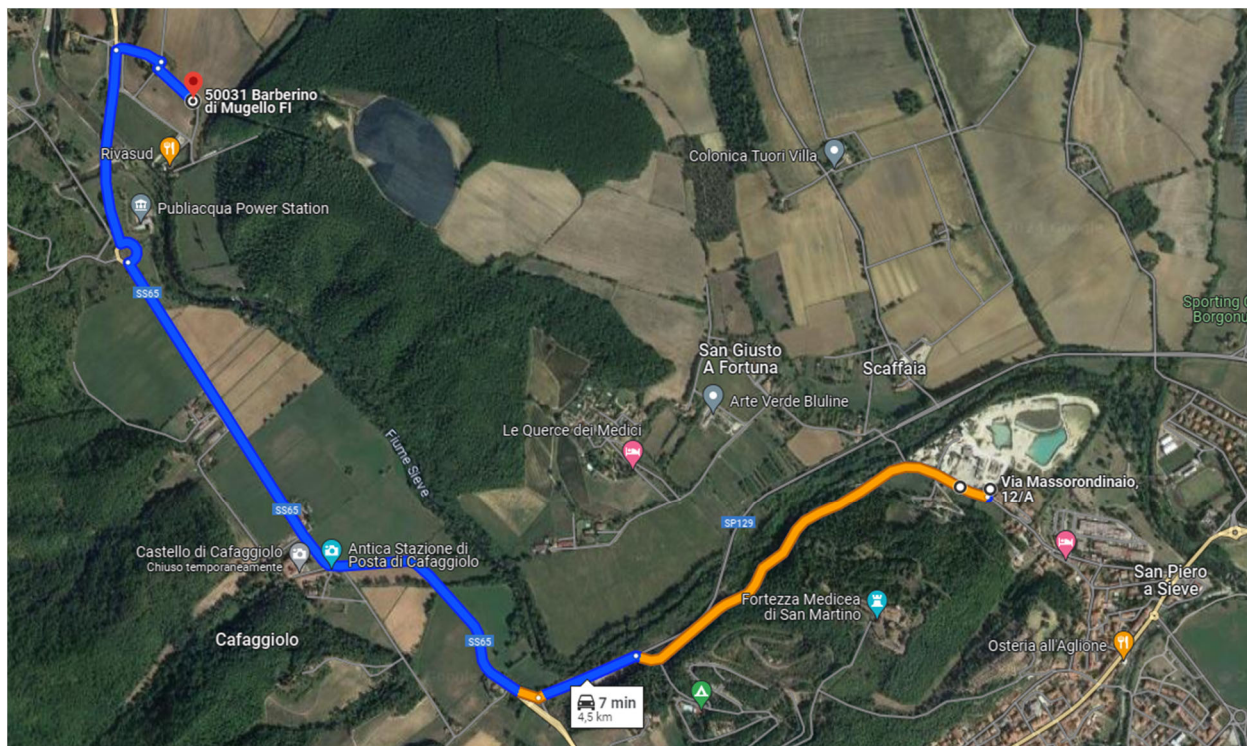 50031 Barberino
di Mugello FI
Rivasud
Colonica Tuori Villa
Publiacqua Power Station
SS65
Sporting
Borgonu
San Giusto
A Fortuna
Scaffaia
Arte Verde Bluline
Le Querce dei Medici
Fiume Sieve
Via Massorondinaio,
12/A
SS65
SP129
Castello di Cafaggiolo
Chiuso temporaneamente
Antica Stazione di
Posta di Cafaggiolo
San Piero
a Sieve
Fortezza Medicea
di San Martino
Cafaggiolo
SS65
Osteria all'Aglione
7 min
4,5 km